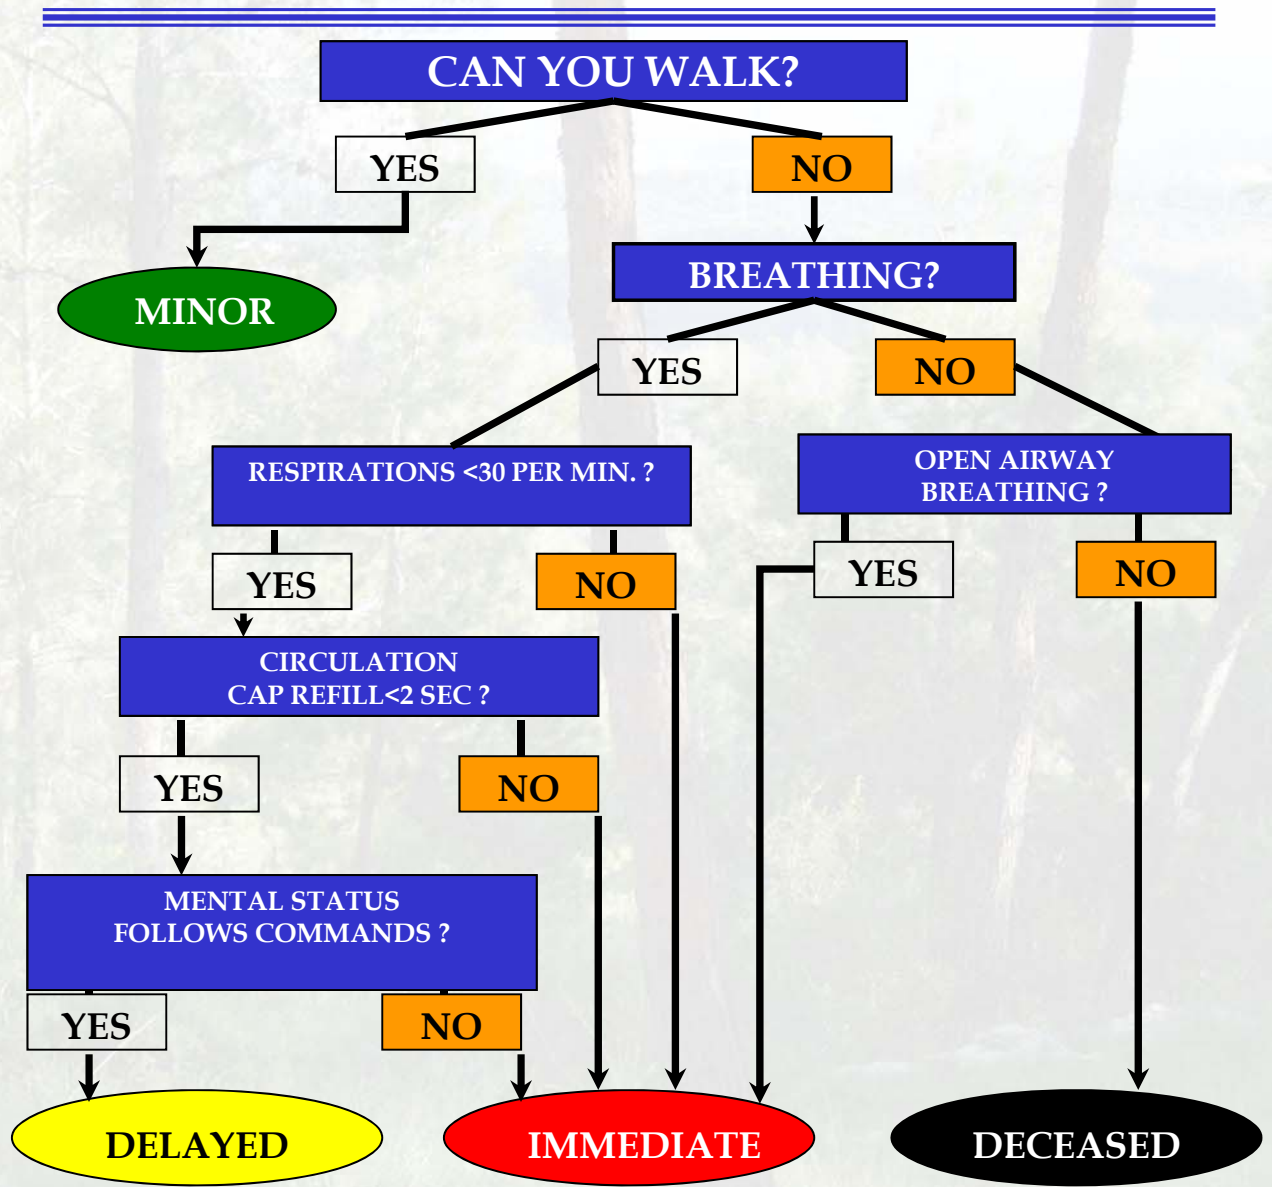 CAN YOU WALK?
YES
NO
BREATHING?
MINOR
YES
NO
RESPIRATIONS <30 PER MIN. ?
OPEN AIRWAY
BREATHING ?
YES
NO
YES
NO
CIRCULATION
CAP REFILL<2 SEC ?
YES
NO
MENTAL STATUS
FOLLOWS COMMANDS ?
YES
NO
DELAYED
IMMEDIATE
DECEASED